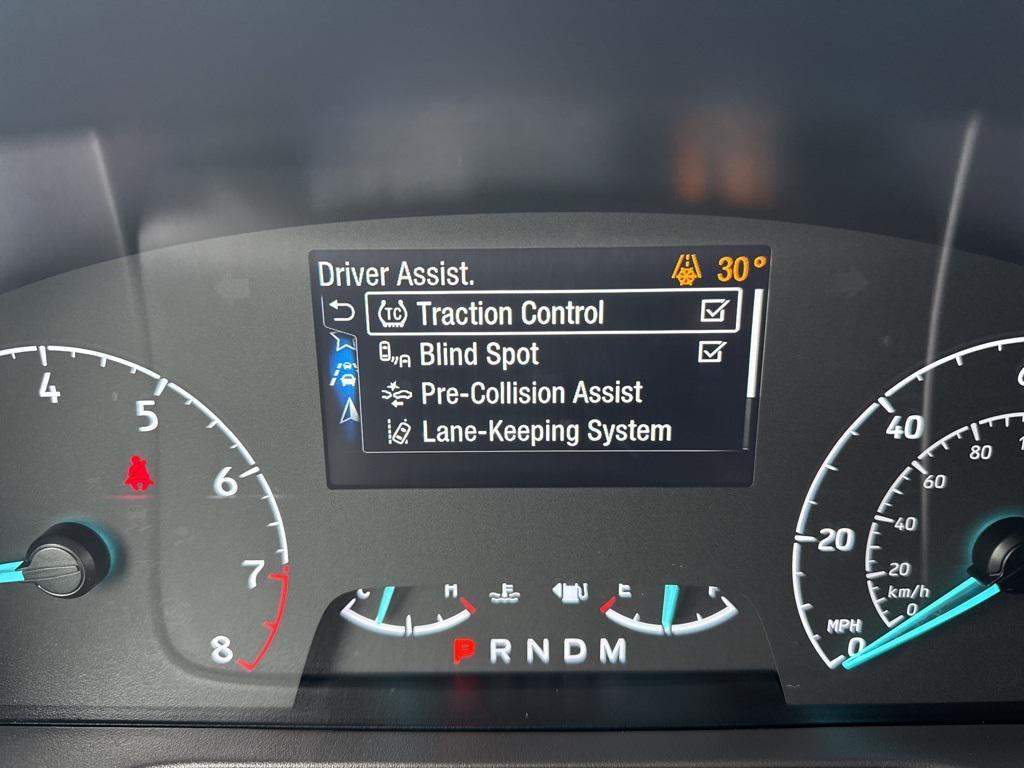 Driver Assist. 30°
TC Traction Control
A Blind Spot
Pre-Collision Assist
Lane-Keeping System
4
5
6
7
8
C H E F
P R N D M
40
20
MPH
0
80
60
40
20
km/h
0